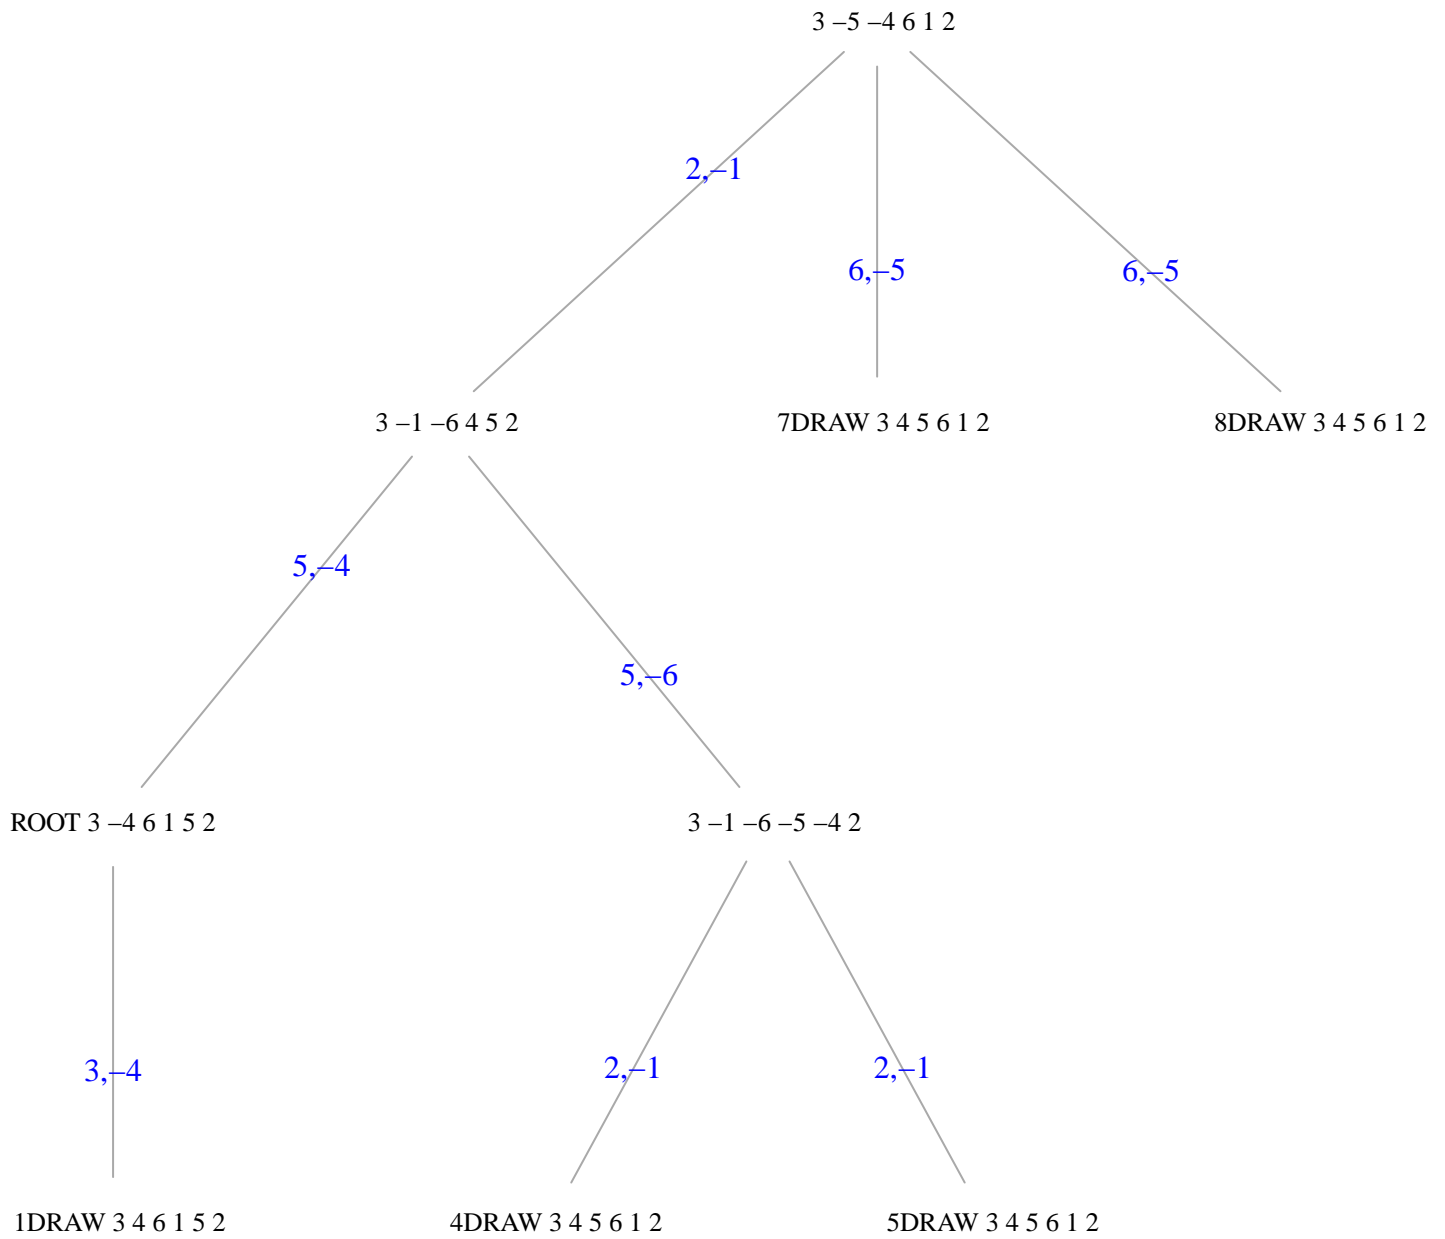 3 –5 –4 6 1 2
2,–1
6,–5
6,–5
3 –1 –6 4 5 2
7DRAW 3 4 5 6 1 2
8DRAW 3 4 5 6 1 2
5,–4
5,–6
ROOT 3 –4 6 1 5 2
3 –1 –6 –5 –4 2
3,–4
2,–1
2,–1
1DRAW 3 4 6 1 5 2
4DRAW 3 4 5 6 1 2
5DRAW 3 4 5 6 1 2